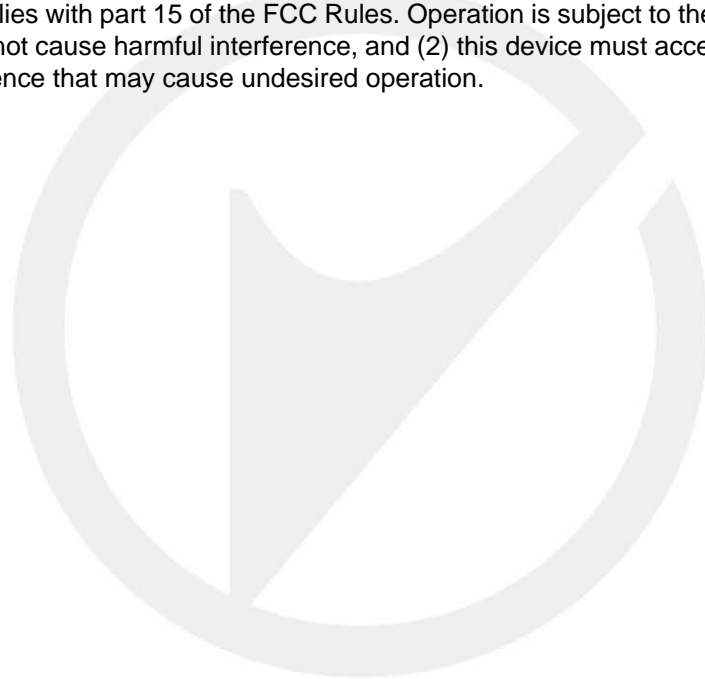 lies with part 15 of the FCC Rules. Operation is subject to the
not cause harmful interference, and (2) this device must acce
ence that may cause undesired operation.